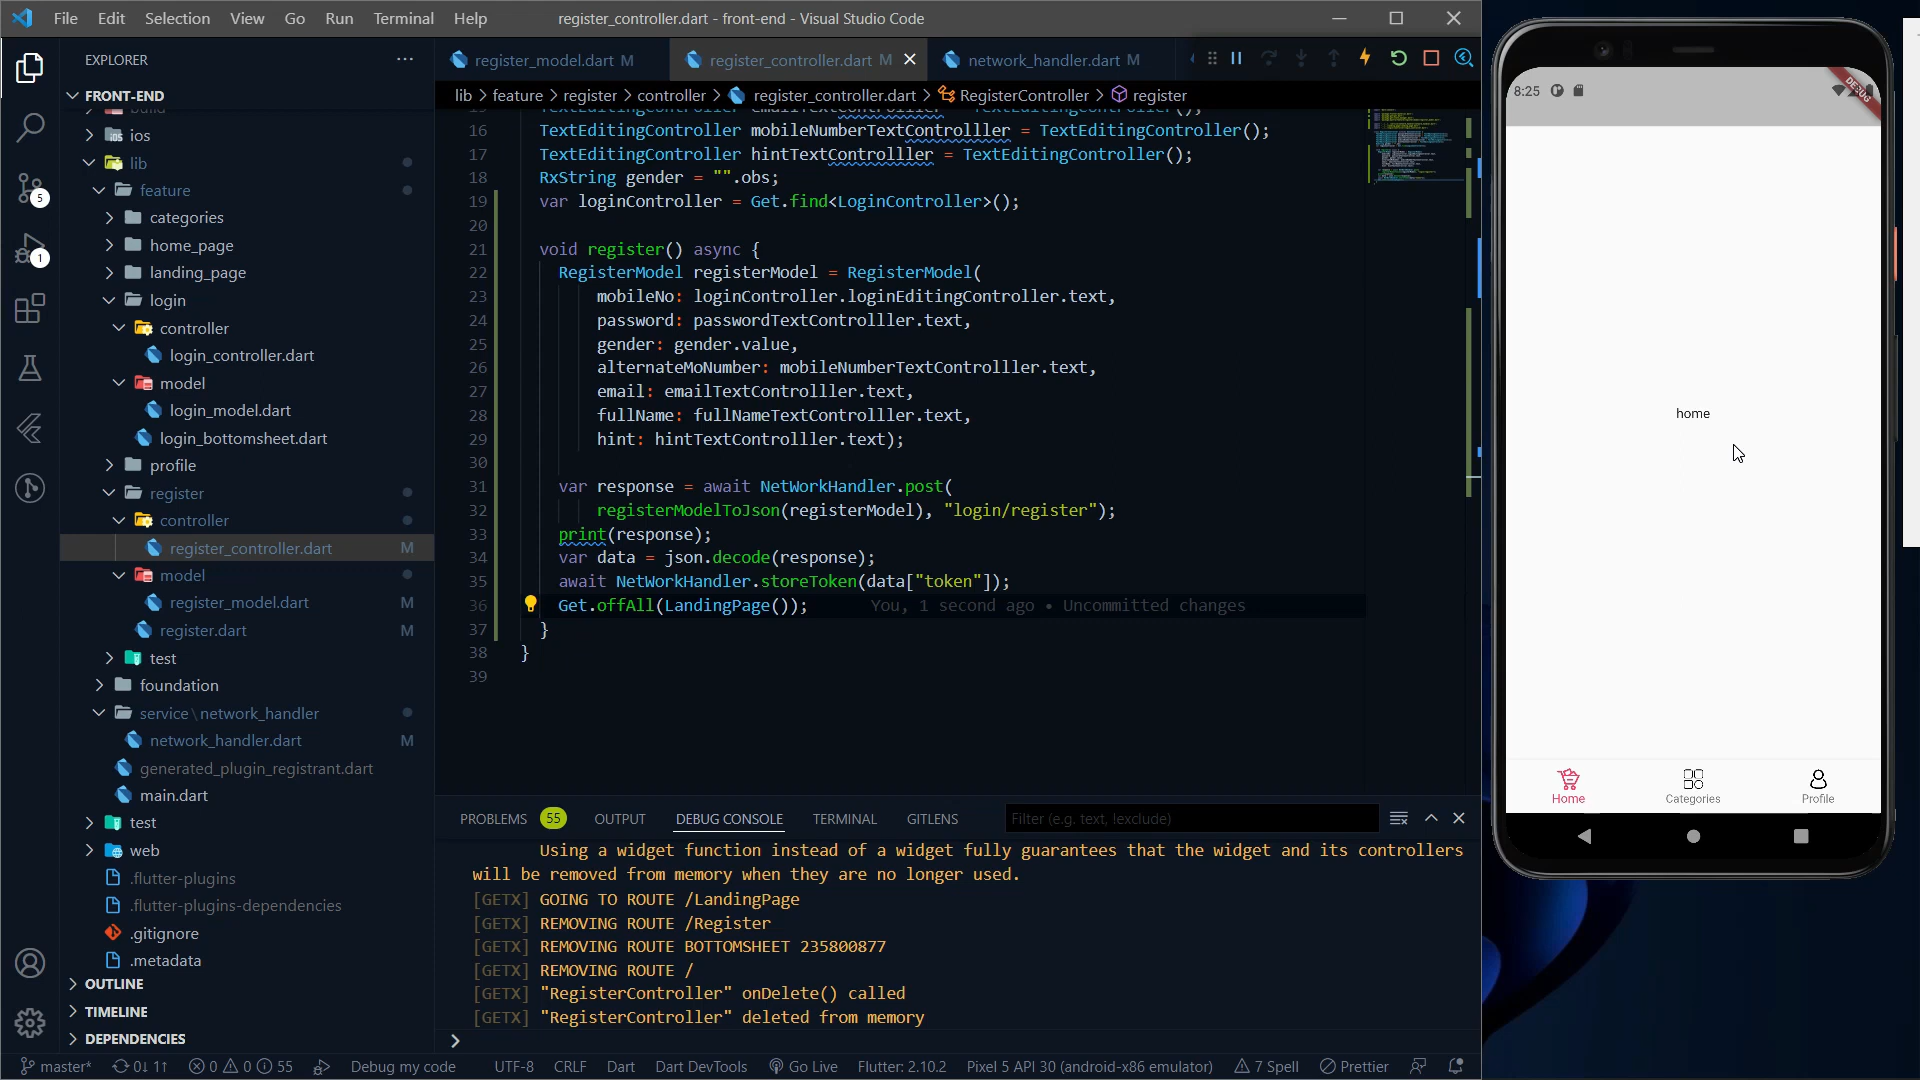 File Edit Selection View Go Run Terminal Help register_controller.dart - front-end - Visual Studio Code
EXPLORER
FRONT-END
build
ios
lib
feature
categories
home_page
landing_page
login
controller
login_controller.dart
model
login_model.dart
login_bottomsheet.dart
profile
register
controller
register_controller.dart M
model
register_model.dart M
register.dart M
test
foundation
service\network_handler
network_handler.dart M
generated_plugin_registrant.dart
main.dart
test
web
.flutter-plugins
.flutter-plugins-dependencies
.gitignore
.metadata
OUTLINE
TIMELINE
DEPENDENCIES
5
1
register_model.dart M register_controller.dart M network_handler.dart M
lib > feature > register > controller > register_controller.dart > RegisterController > register
16 TextEditingController mobileNumberTextControlller = TextEditingController();
17 TextEditingController hintTextControlller = TextEditingController();
18 RxString gender = "".obs;
19 var loginController = Get.find<LoginController>();
20
21 void register() async {
22 RegisterModel registerModel = RegisterModel(
23 mobileNo: loginController.loginEditingController.text,
24 password: passwordTextControlller.text,
25 gender: gender.value,
26 alternateMoNumber: mobileNumberTextControlller.text,
27 email: emailTextControlller.text,
28 fullName: fullNameTextControlller.text,
29 hint: hintTextControlller.text);
30
31 var response = await NetWorkHandler.post(
32 registerModelToJson(registerModel), "login/register");
33 print(response);
34 var data = json.decode(response);
35 await NetWorkHandler.storeToken(data["token"]);
36 Get.offAll(LandingPage()); You, 1 second ago • Uncommitted changes
37 }
38 }
39
PROBLEMS 55 OUTPUT DEBUG CONSOLE TERMINAL GITLENS Filter (e.g. text, !exclude)
Using a widget function instead of a widget fully guarantees that the widget and its controllers
will be removed from memory when they are no longer used.
[GETX] GOING TO ROUTE /LandingPage
[GETX] REMOVING ROUTE /Register
[GETX] REMOVING ROUTE BOTTOMSHEET 235800877
[GETX] REMOVING ROUTE /
[GETX] "RegisterController" onDelete() called
[GETX] "RegisterController" deleted from memory
master* 0↓ 1↑ 0 0 55 Debug my code UTF-8 CRLF Dart Dart DevTools Go Live Flutter: 2.10.2 Pixel 5 API 30 (android-x86 emulator) 7 Spell Prettier
8:25
DEBUG
home
Home Categories Profile